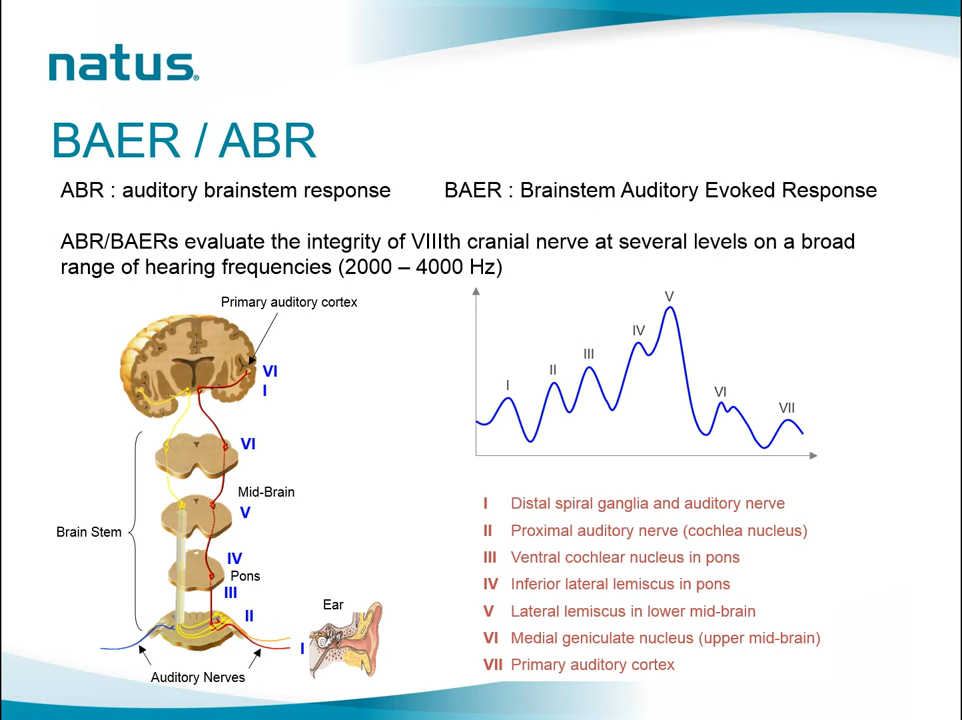 natus®
BAER / ABR
ABR : auditory brainstem response
BAER : Brainstem Auditory Evoked Response
ABR/BAERs evaluate the integrity of VIIIth cranial nerve at several levels on a broad
range of hearing frequencies (2000 – 4000 Hz)
Primary auditory cortex
VI
I
VI
Mid-Brain
V
Brain Stem
IV
Pons
III
II
Ear
I
Auditory Nerves
I
II
III
IV
V
VI
VII
I Distal spiral ganglia and auditory nerve
II Proximal auditory nerve (cochlea nucleus)
III Ventral cochlear nucleus in pons
IV Inferior lateral lemiscus in pons
V Lateral lemiscus in lower mid-brain
VI Medial geniculate nucleus (upper mid-brain)
VII Primary auditory cortex